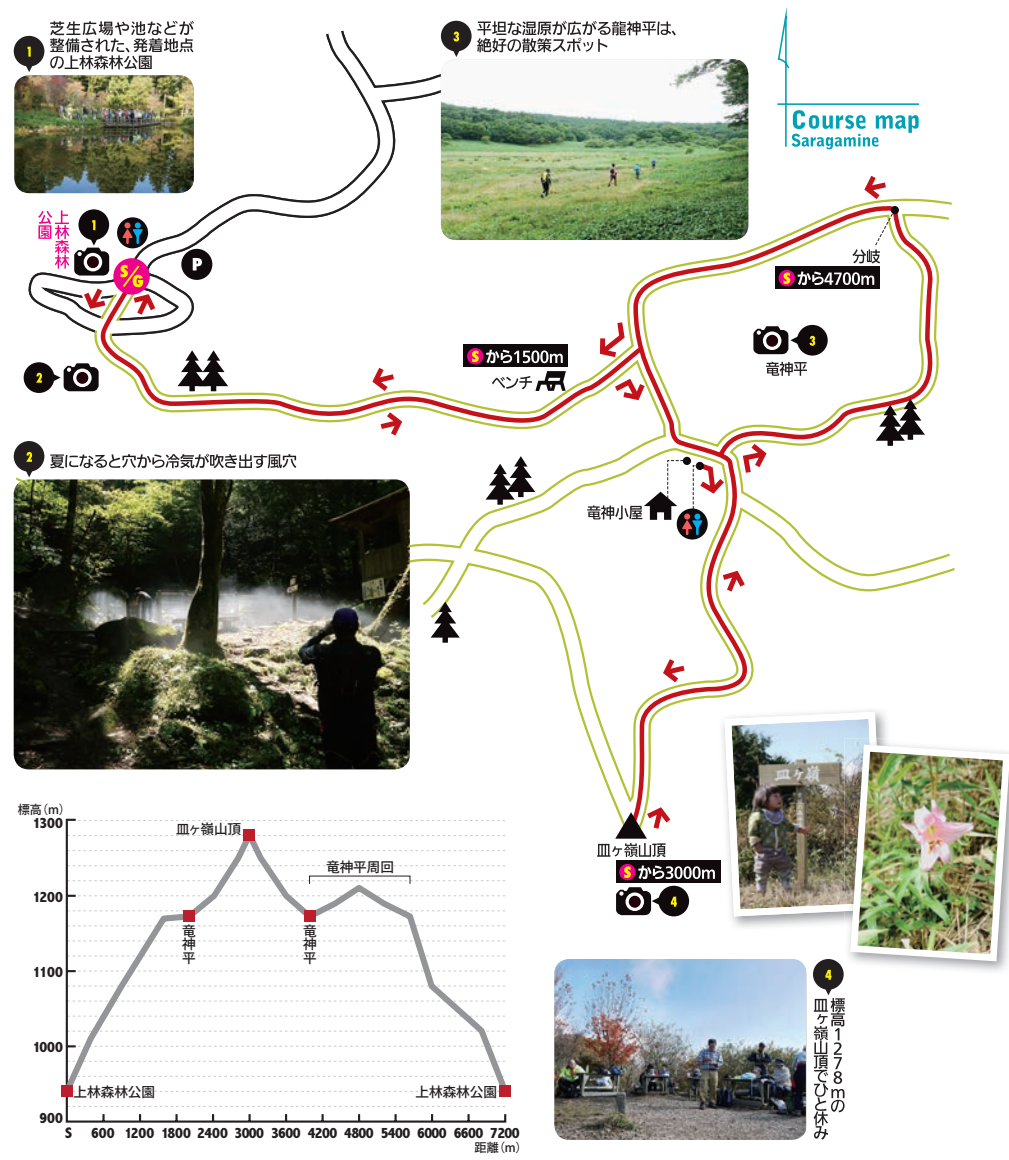 1
芝生広場や池などが
整備された、発着地点
の上林森林公園
3
平坦な湿原が広がる龍神平は、
絶好の散策スポット
Course map
Saragamine
上林森林
公園
1
S/G
P
分岐
Sから4700m
Sから1500m
ベンチ
3
竜神平
2
2
夏になると穴から冷気が吹き出す風穴
竜神小屋
皿ヶ嶺
皿ヶ嶺山頂
Sから3000m
4
標高(m)
1300
1200
1100
1000
900
皿ヶ嶺山頂
竜神平周回
竜神平
竜神平
上林森林公園
上林森林公園
S 600 1200 1800 2400 3000 3600 4200 4800 5400 6000 6600 7200
距離(m)
4
標高1278mの
皿ヶ嶺山頂でひと休み